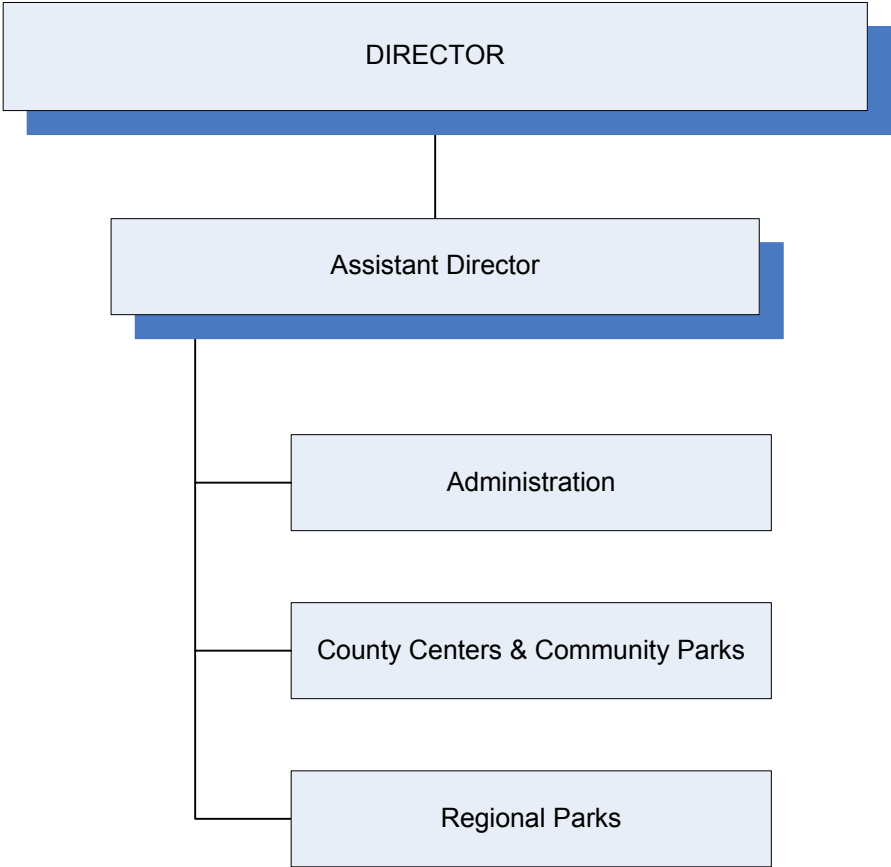 DIRECTOR
Assistant Director
Administration
County Centers & Community Parks
Regional Parks